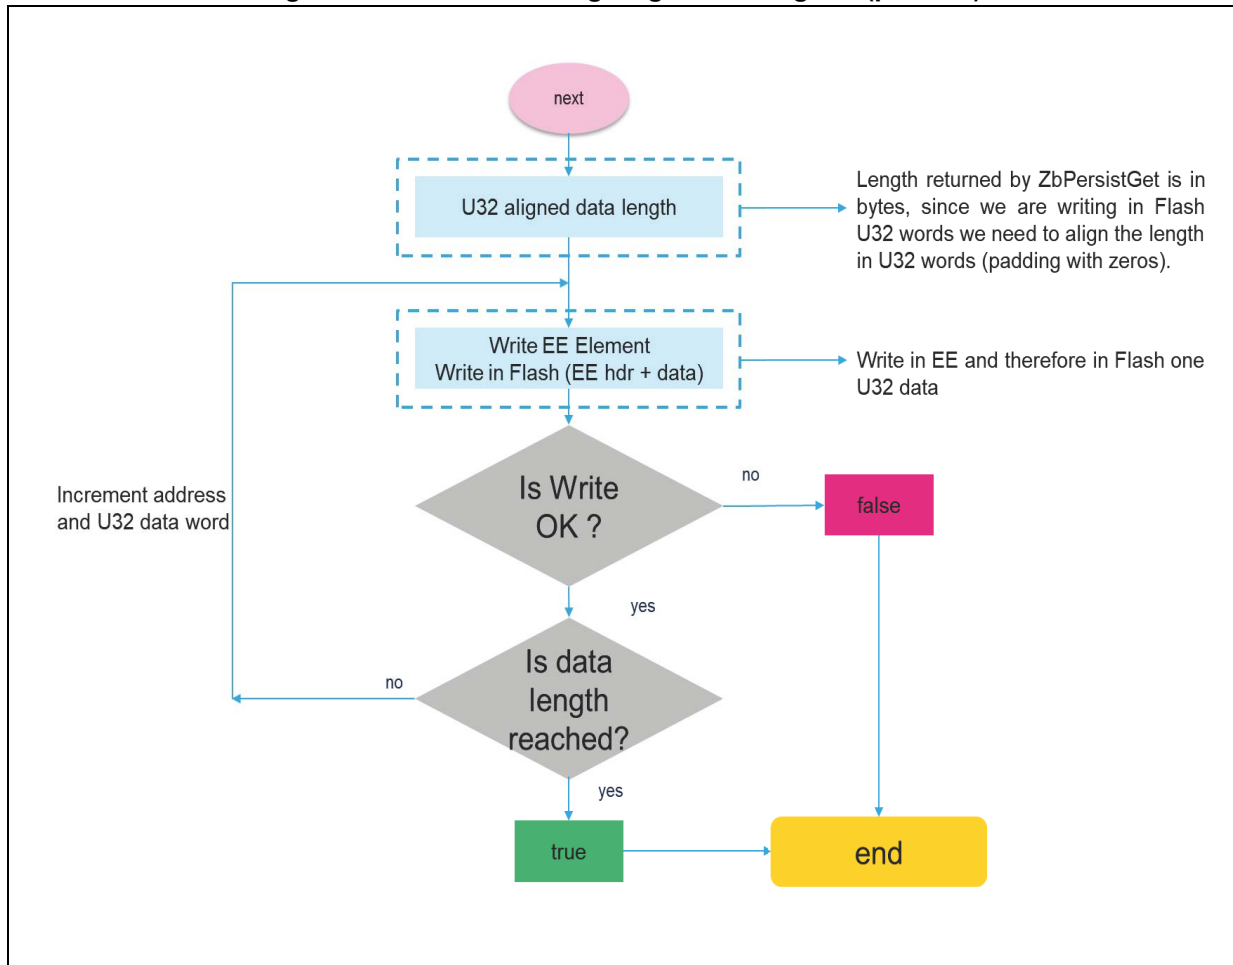 next
U32 aligned data length
Length returned by ZbPersistGet is in
bytes, since we are writing in Flash
U32 words we need to align the length
in U32 words (padding with zeros).
Write EE Element
Write in Flash (EE hdr + data)
Write in EE and therefore in Flash one
U32 data
Is Write
OK ?
no
false
Increment address
and U32 data word
yes
Is data
length
reached?
no
yes
true
end